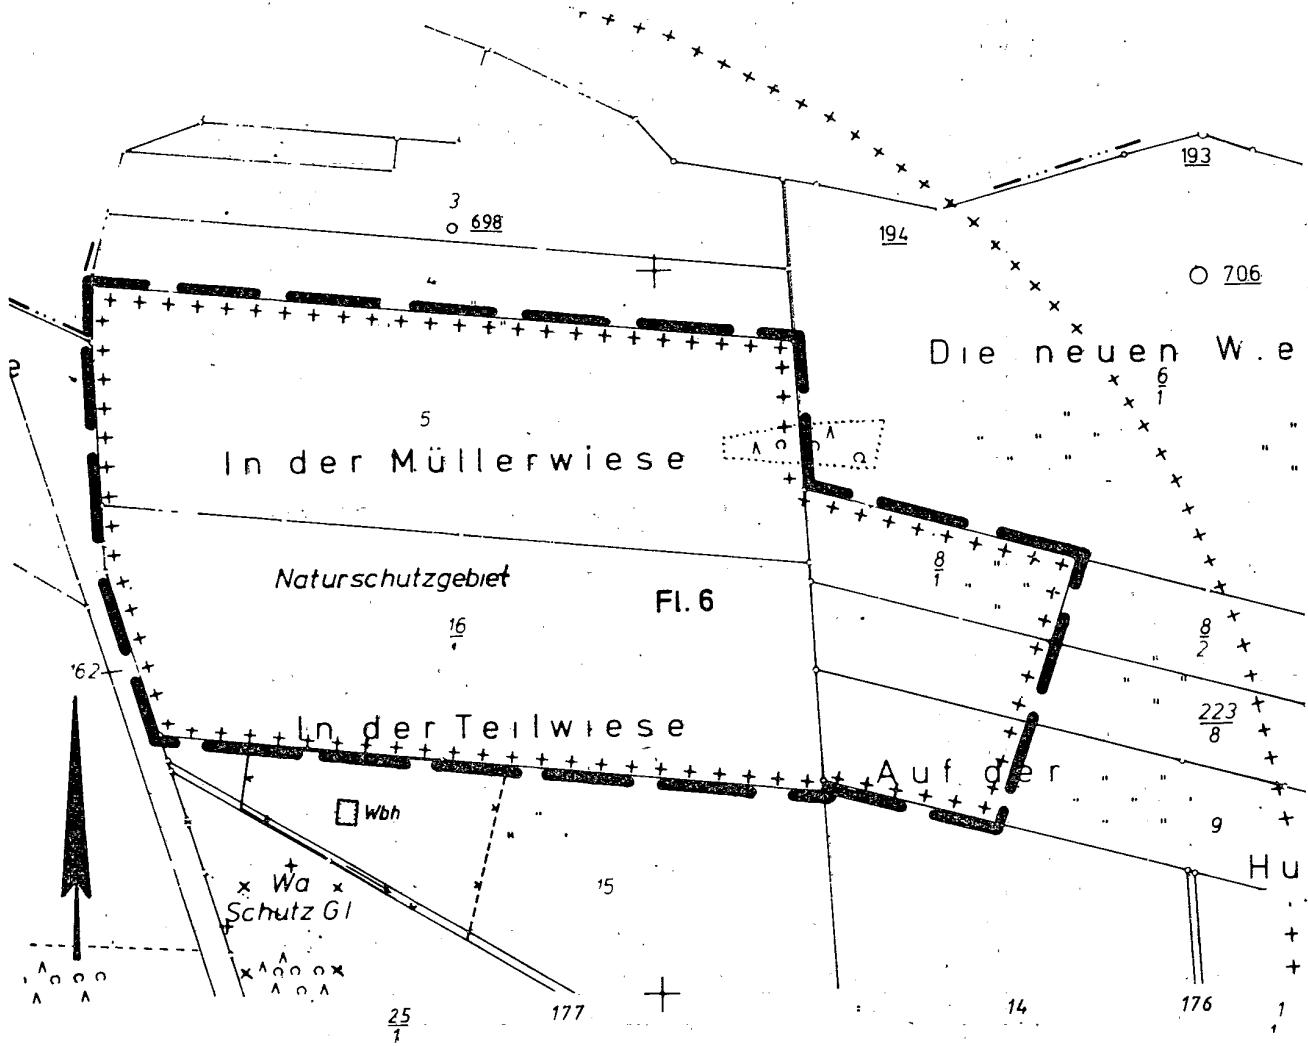 193
3
698
194
706
Die neuen W.e
6
1
5
In der Müllerwiese
8
1
Naturschutzgebiet
Fl. 6
16
1
8
2
162
223
8
In der Teilwiese
Auf der
Wbh
9
Hu
Wa
Schutz Gl
15
25
1
177
14
176
1
1